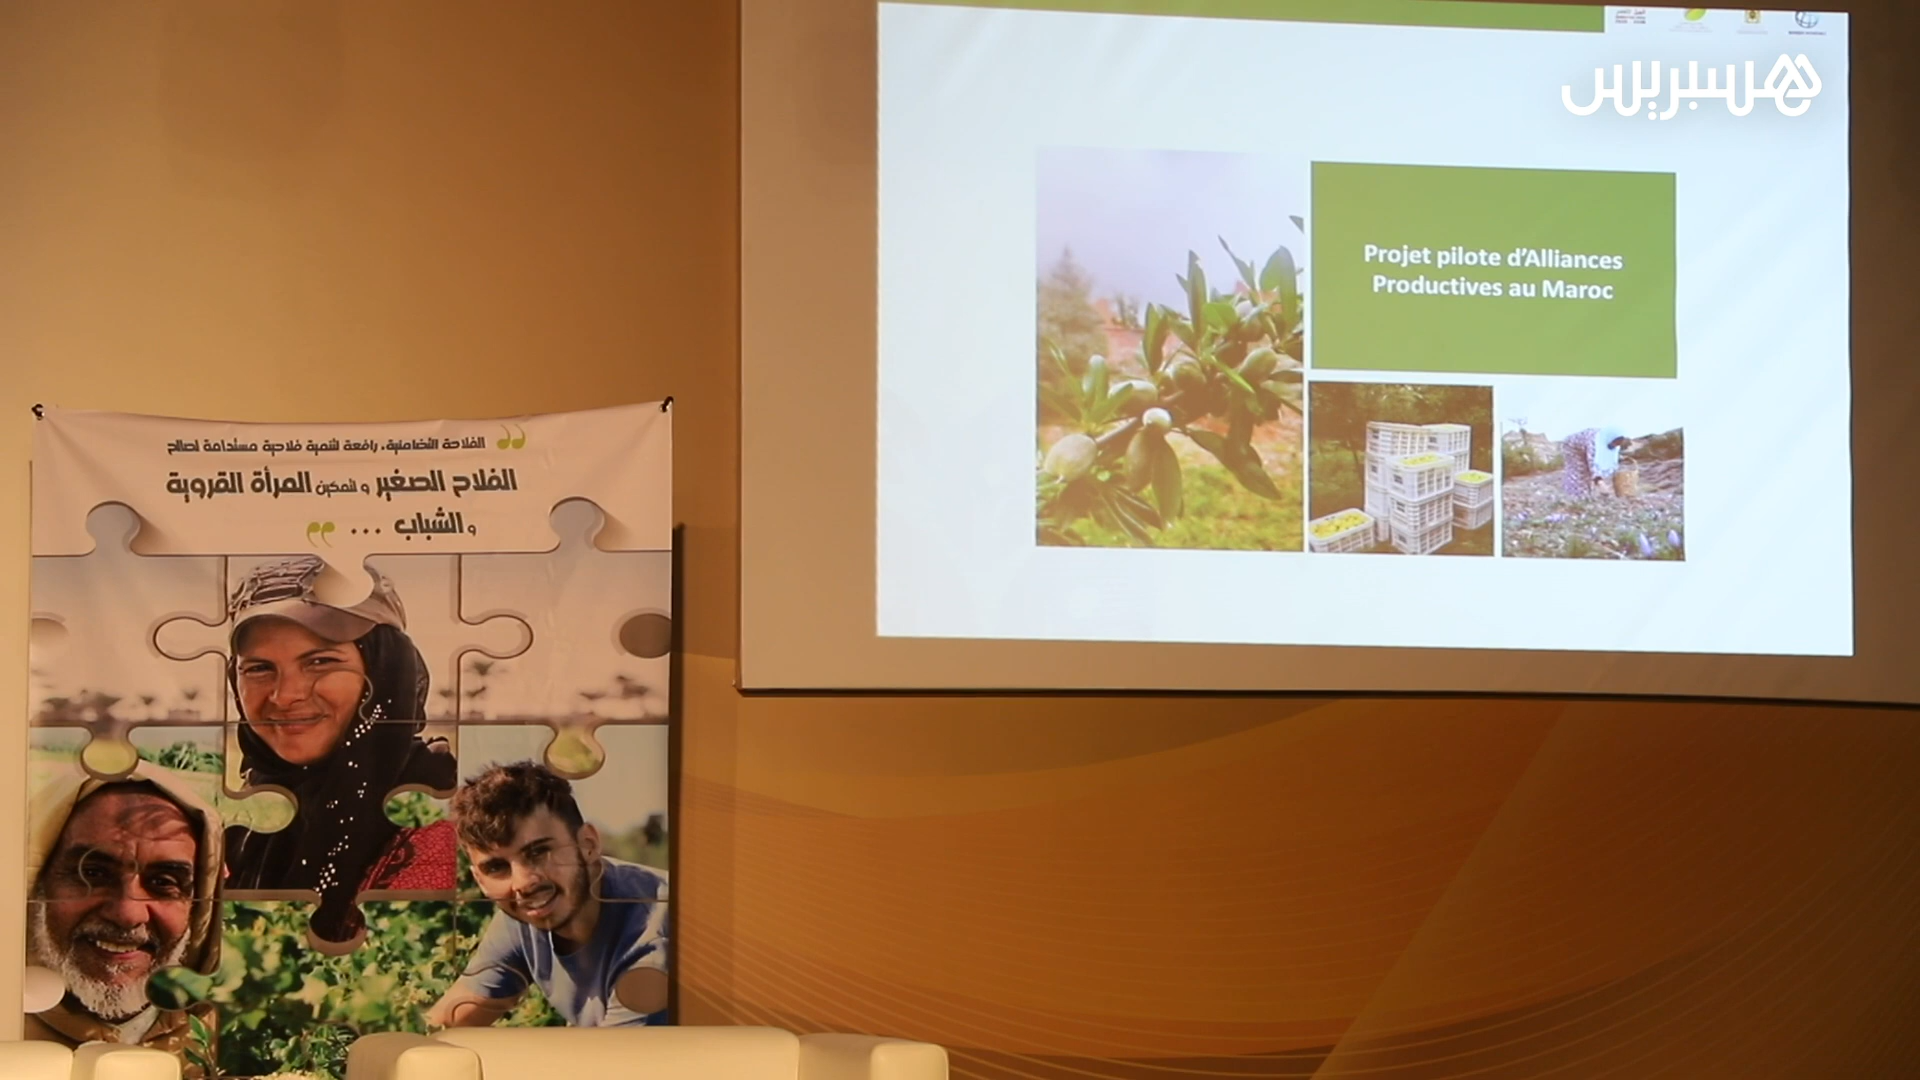 هسبريس
Projet pilote d'Alliances
Productives au Maroc
الفلاحة التضامنية، رافعة لتنمية فلاحية مستدامة لصالح
الفلاح الصغير و لتمكين المرأة القروية
و الشباب ...